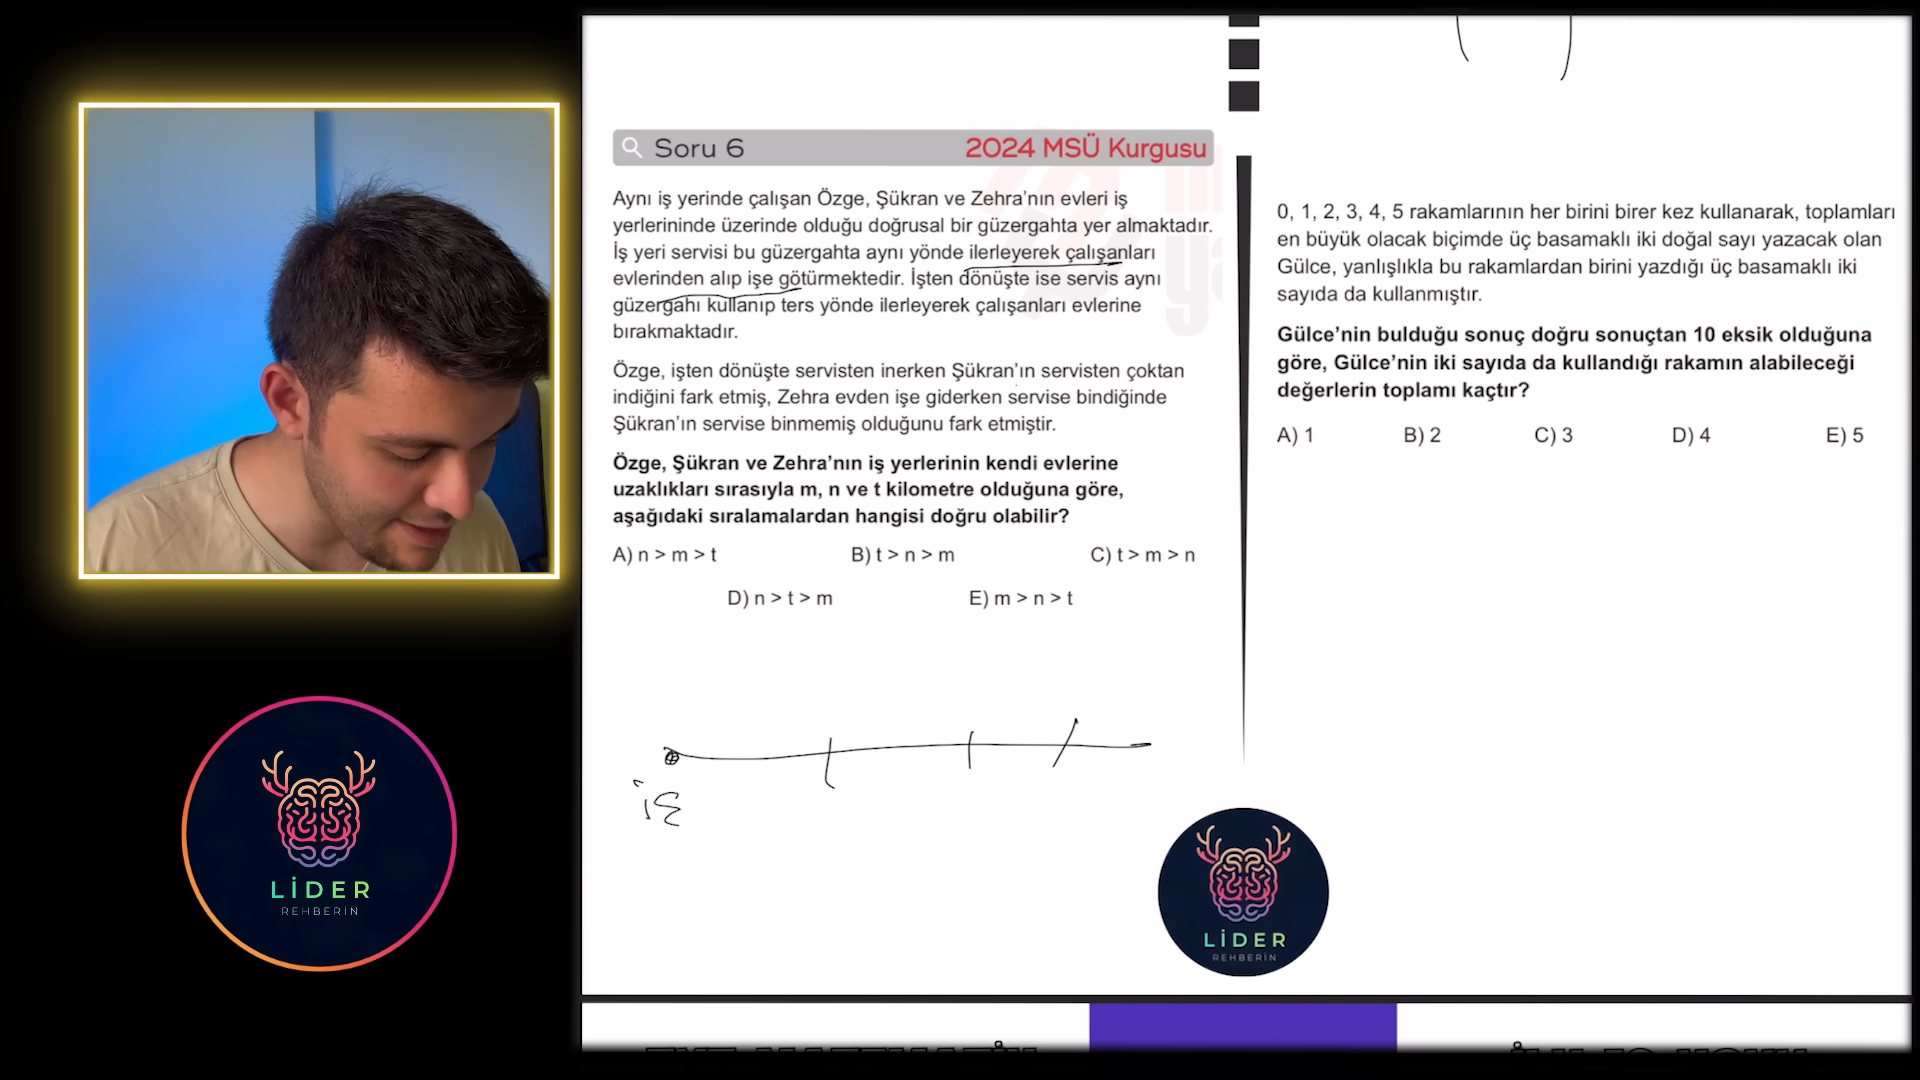 Soru 6
2024 MSÜ Kurgusu
Aynı iş yerinde çalışan Özge, Şükran ve Zehra'nın evleri iş
yerlerininde üzerinde olduğu doğrusal bir güzergahta yer almaktadır.
İş yeri servisi bu güzergahta aynı yönde ilerleyerek çalışanları
evlerinden alıp işe götürmektedir. İşten dönüşte ise servis aynı
güzergahı kullanıp ters yönde ilerleyerek çalışanları evlerine
bırakmaktadır.
Özge, işten dönüşte servisten inerken Şükran'ın servisten çoktan
indiğini fark etmiş, Zehra evden işe giderken servise bindiğinde
Şükran'ın servise binmemiş olduğunu fark etmiştir.
Özge, Şükran ve Zehra'nın iş yerlerinin kendi evlerine
uzaklıkları sırasıyla m, n ve t kilometre olduğuna göre,
aşağıdaki sıralamalardan hangisi doğru olabilir?
A) n > m > t
B) t > n > m
C) t > m > n
D) n > t > m
E) m > n > t
iş
0, 1, 2, 3, 4, 5 rakamlarının her birini birer kez kullanarak, toplamları
en büyük olacak biçimde üç basamaklı iki doğal sayı yazacak olan
Gülce, yanlışlıkla bu rakamlardan birini yazdığı üç basamaklı iki
sayıda da kullanmıştır.
Gülce'nin bulduğu sonuç doğru sonuçtan 10 eksik olduğuna
göre, Gülce'nin iki sayıda da kullandığı rakamın alabileceği
değerlerin toplamı kaçtır?
A) 1
B) 2
C) 3
D) 4
E) 5
LİDER
REHBERİN
LİDER
REHBERİN